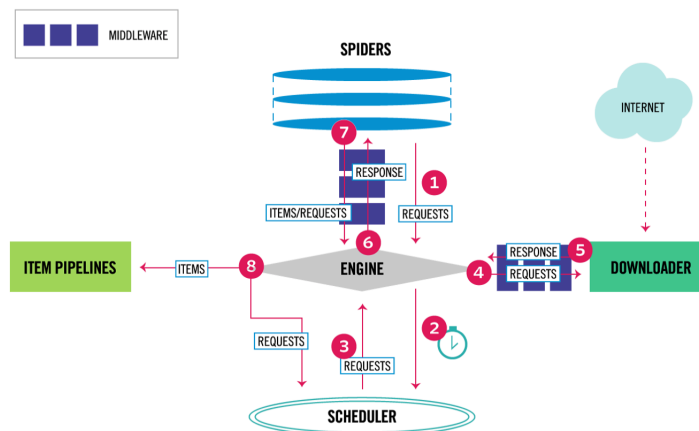 MIDDLEWARE
SPIDERS
INTERNET
7
RESPONSE
1
ITEMS/REQUESTS
REQUESTS
6
RESPONSE
5
ITEM PIPELINES
ITEMS
8
ENGINE
4
REQUESTS
DOWNLOADER
2
REQUESTS
3
REQUESTS
SCHEDULER